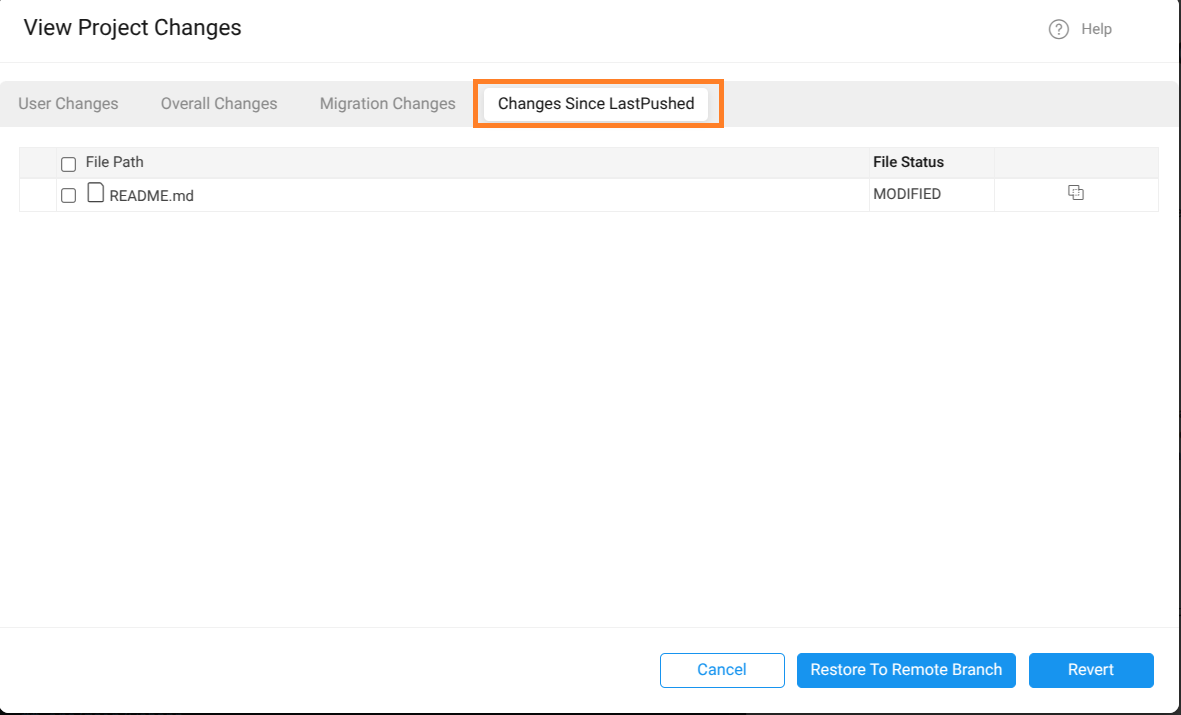 View Project Changes
? Help
User Changes Overall Changes Migration Changes Changes Since LastPushed
File Path File Status
README.md MODIFIED
Cancel Restore To Remote Branch Revert